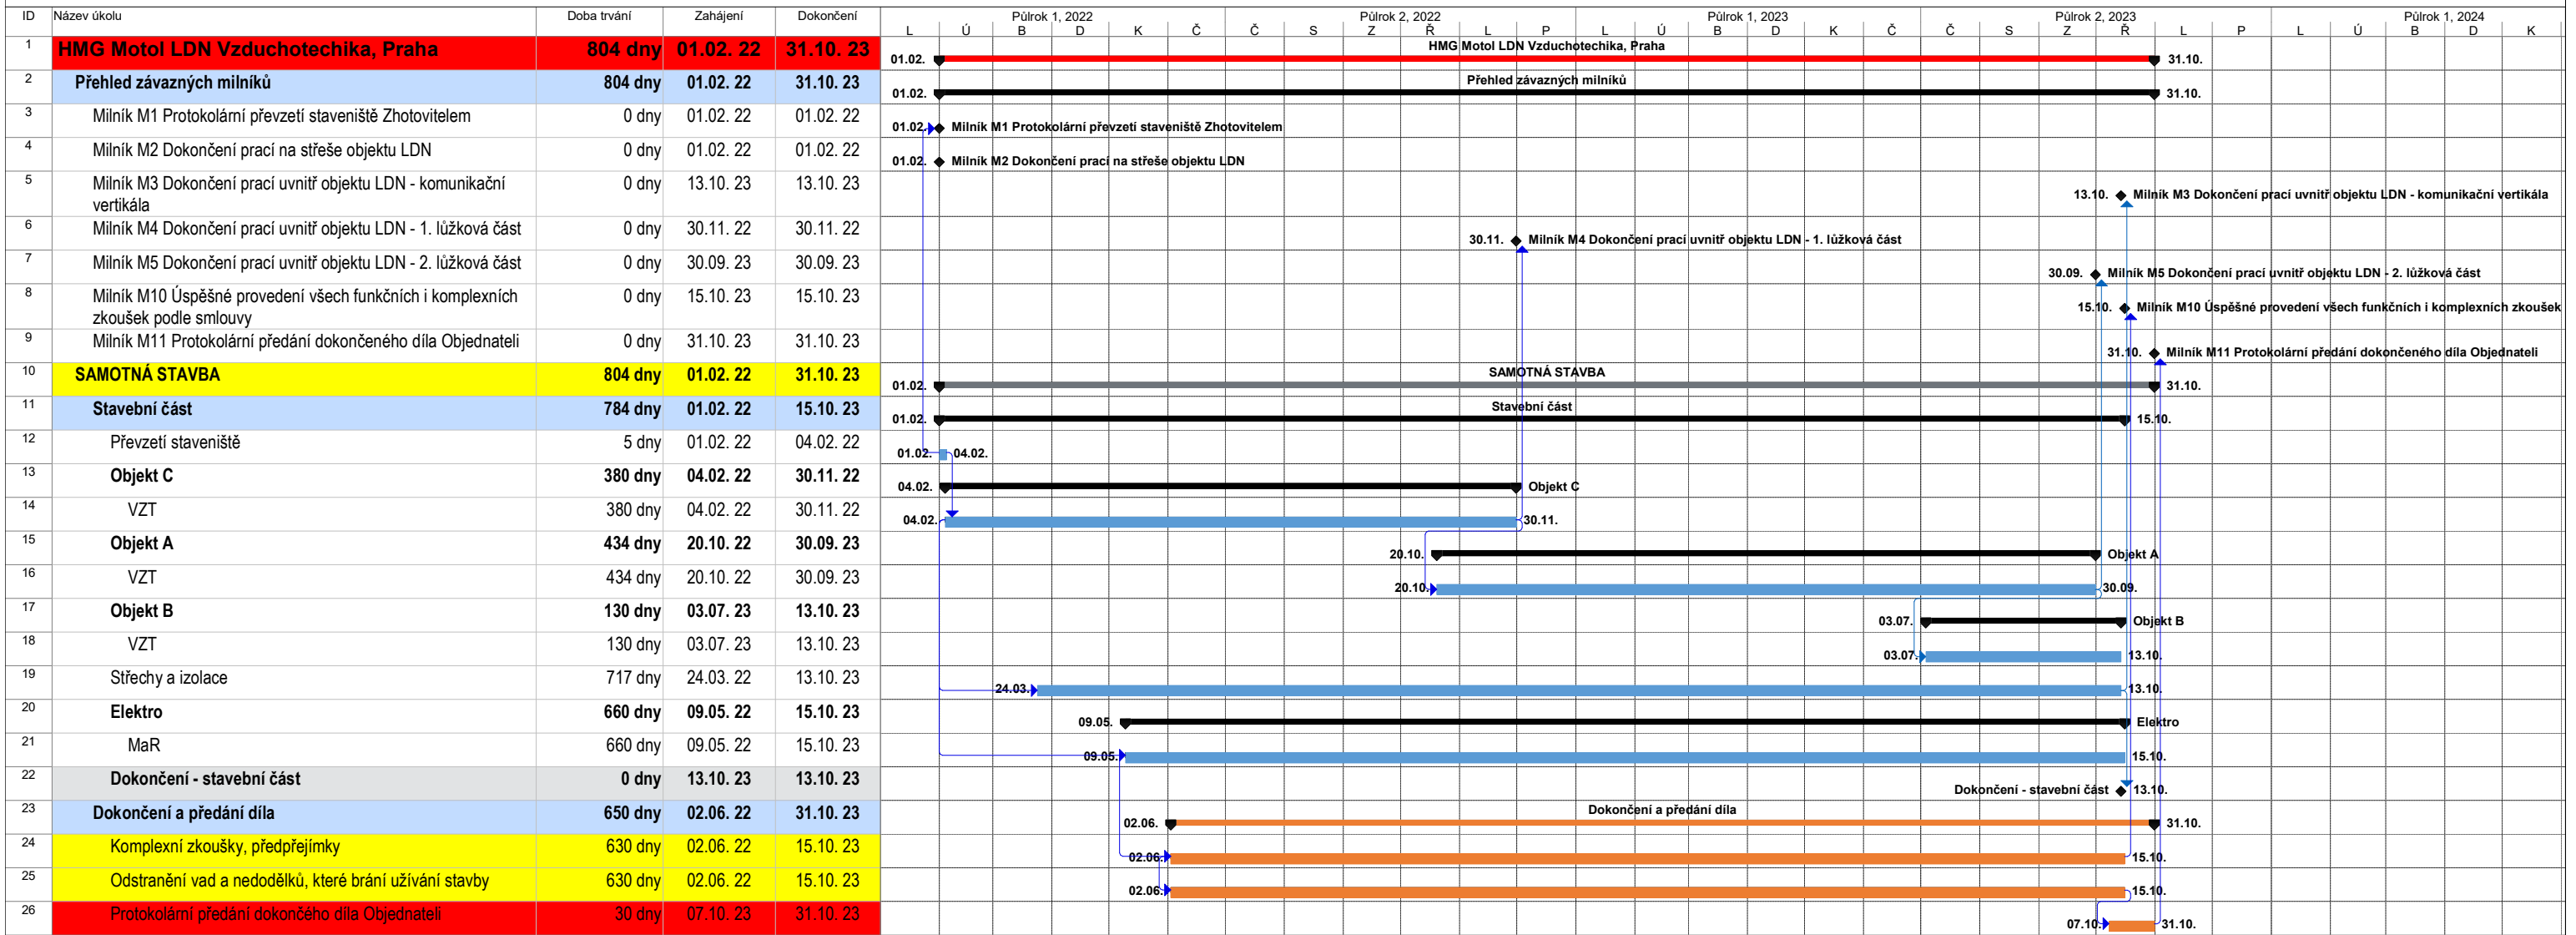 ID Název úkolu Doba trvání Zahájení Dokončení Půlrok 1, 2022 Půlrok 2, 2022 Půlrok 1, 2023 Půlrok 2, 2023 Půlrok 1, 2024
L Ú B D K Č Č S Z Ř L P L Ú B D K Č Č S Z Ř L P L Ú B D K
1 HMG Motol LDN Vzduchotechika, Praha 804 dny 01.02. 22 31.10. 23 01.02. HMG Motol LDN Vzduchotechika, Praha 31.10.
2 Přehled závazných milníků 804 dny 01.02. 22 31.10. 23 01.02. Přehled závazných milníků 31.10.
3 Milník M1 Protokolární převzetí staveniště Zhotovitelem 0 dny 01.02. 22 01.02. 22 01.02. Milník M1 Protokolární převzetí staveniště Zhotovitelem
4 Milník M2 Dokončení prací na střeše objektu LDN 0 dny 01.02. 22 01.02. 22 01.02. Milník M2 Dokončení prací na střeše objektu LDN
5 Milník M3 Dokončení prací uvnitř objektu LDN - komunikační 0 dny 13.10. 23 13.10. 23 13.10. Milník M3 Dokončení prací uvnitř objektu LDN - komunikační vertikála
vertikála
6 Milník M4 Dokončení prací uvnitř objektu LDN - 1. lůžková část 0 dny 30.11. 22 30.11. 22 30.11. Milník M4 Dokončení prací uvnitř objektu LDN - 1. lůžková část
7 Milník M5 Dokončení prací uvnitř objektu LDN - 2. lůžková část 0 dny 30.09. 23 30.09. 23 30.09. Milník M5 Dokončení prací uvnitř objektu LDN - 2. lůžková část
8 Milník M10 Úspěšné provedení všech funkčních i komplexních 0 dny 15.10. 23 15.10. 23 15.10. Milník M10 Úspěšné provedení všech funkčních i komplexních zkoušek
zkoušek podle smlouvy
9 Milník M11 Protokolární předání dokončeného díla Objednateli 0 dny 31.10. 23 31.10. 23 31.10. Milník M11 Protokolární předání dokončeného díla Objednateli
10 SAMOTNÁ STAVBA 804 dny 01.02. 22 31.10. 23 01.02. SAMOTNÁ STAVBA 31.10.
11 Stavební část 784 dny 01.02. 22 15.10. 23 01.02. Stavební část 15.10.
12 Převzetí staveniště 5 dny 01.02. 22 04.02. 22 01.02. 04.02.
13 Objekt C 380 dny 04.02. 22 30.11. 22 04.02. Objekt C
14 VZT 380 dny 04.02. 22 30.11. 22 04.02. 30.11.
15 Objekt A 434 dny 20.10. 22 30.09. 23 20.10. Objekt A
16 VZT 434 dny 20.10. 22 30.09. 23 20.10. 30.09.
17 Objekt B 130 dny 03.07. 23 13.10. 23 03.07. Objekt B
18 VZT 130 dny 03.07. 23 13.10. 23 03.07. 13.10.
19 Střechy a izolace 717 dny 24.03. 22 13.10. 23 24.03. 13.10.
20 Elektro 660 dny 09.05. 22 15.10. 23 09.05. Elektro
21 MaR 660 dny 09.05. 22 15.10. 23 09.05. 15.10.
22 Dokončení - stavební část 0 dny 13.10. 23 13.10. 23 Dokončení - stavební část 13.10.
23 Dokončení a předání díla 650 dny 02.06. 22 31.10. 23 02.06. Dokončení a předání díla 31.10.
24 Komplexní zkoušky, předpřejímky 630 dny 02.06. 22 15.10. 23 02.06. 15.10.
25 Odstranění vad a nedodělků, které brání užívání stavby 630 dny 02.06. 22 15.10. 23 02.06. 15.10.
26 Protokolární předání dokončého díla Objednateli 30 dny 07.10. 23 31.10. 23 07.10. 31.10.